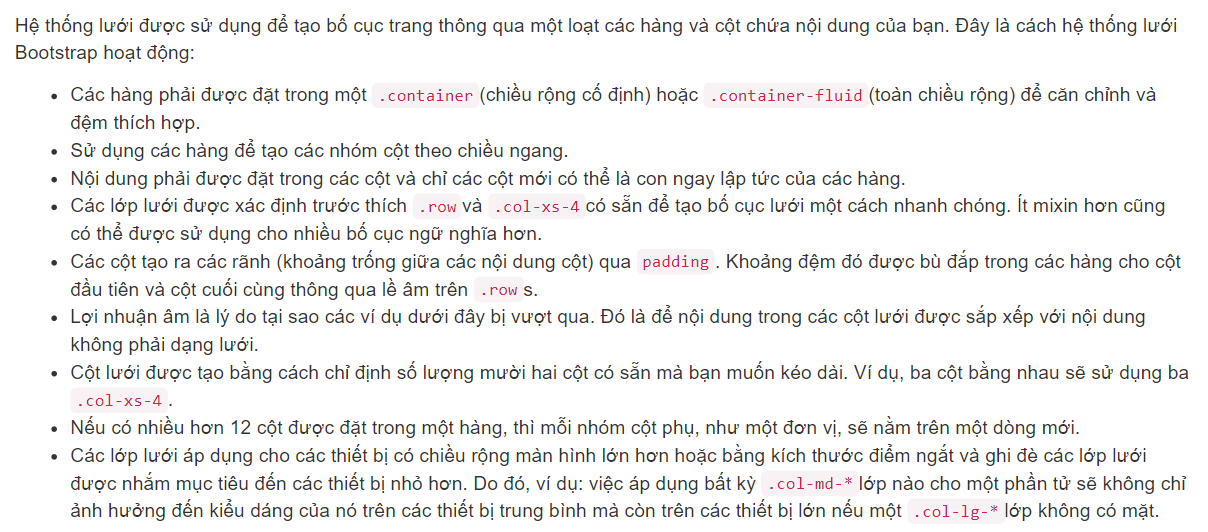 Hệ thống lưới được sử dụng để tạo bố cục trang thông qua một loạt các hàng và cột chứa nội dung của bạn. Đây là cách hệ thống lưới
Bootstrap hoạt động:
• Các hàng phải được đặt trong một .container (chiều rộng cố định) hoặc .container-fluid (toàn chiều rộng) để căn chỉnh và
đệm thích hợp.
• Sử dụng các hàng để tạo các nhóm cột theo chiều ngang.
• Nội dung phải được đặt trong các cột và chỉ các cột mới có thể là con ngay lập tức của các hàng.
• Các lớp lưới được xác định trước thích .row và .col-xs-4 có sẵn để tạo bố cục lưới một cách nhanh chóng. Ít mixin hơn cũng
có thể được sử dụng cho nhiều bố cục ngữ nghĩa hơn.
• Các cột tạo ra các rãnh (khoảng trống giữa các nội dung cột) qua padding . Khoảng đệm đó được bù đắp trong các hàng cho cột
đầu tiên và cột cuối cùng thông qua lề âm trên .row s.
• Lợi nhuận âm là lý do tại sao các ví dụ dưới đây bị vượt qua. Đó là để nội dung trong các cột lưới được sắp xếp với nội dung
không phải dạng lưới.
• Cột lưới được tạo bằng cách chỉ định số lượng mười hai cột có sẵn mà bạn muốn kéo dài. Ví dụ, ba cột bằng nhau sẽ sử dụng ba
.col-xs-4 .
• Nếu có nhiều hơn 12 cột được đặt trong một hàng, thì mỗi nhóm cột phụ, như một đơn vị, sẽ nằm trên một dòng mới.
• Các lớp lưới áp dụng cho các thiết bị có chiều rộng màn hình lớn hơn hoặc bằng kích thước điểm ngắt và ghi đè các lớp lưới
được nhắm mục tiêu đến các thiết bị nhỏ hơn. Do đó, ví dụ: việc áp dụng bất kỳ .col-md-* lớp nào cho một phần tử sẽ không chỉ
ảnh hưởng đến kiểu dáng của nó trên các thiết bị trung bình mà còn trên các thiết bị lớn nếu một .col-lg-* lớp không có mặt.